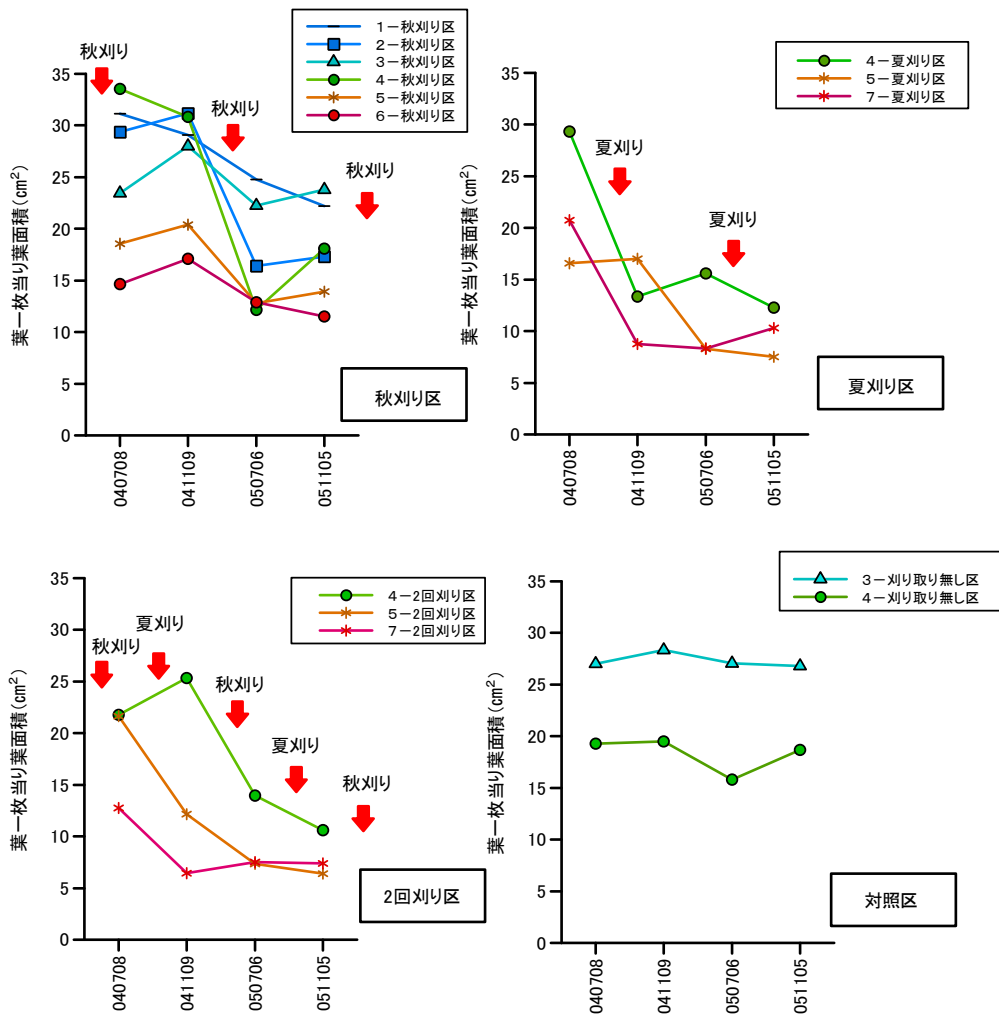 1－秋刈り区
2－秋刈り区
3－秋刈り区
4－秋刈り区
5－秋刈り区
6－秋刈り区
秋刈り
秋刈り
秋刈り
葉一枚当り葉面積(c㎡)
35
30
25
20
15
10
5
0
040708
041109
050706
051105
秋刈り区
4－夏刈り区
5－夏刈り区
7－夏刈り区
夏刈り
夏刈り
葉一枚当り葉面積(c㎡)
35
30
25
20
15
10
5
0
040708
041109
050706
051105
夏刈り区
4－2回刈り区
5－2回刈り区
7－2回刈り区
秋刈り
夏刈り
秋刈り
夏刈り
秋刈り
葉一枚当り葉面積(c㎡)
35
30
25
20
15
10
5
0
040708
041109
050706
051105
2回刈り区
3－刈り取り無し区
4－刈り取り無し区
葉一枚当り葉面積(c㎡)
35
30
25
20
15
10
5
0
040708
041109
050706
051105
対照区